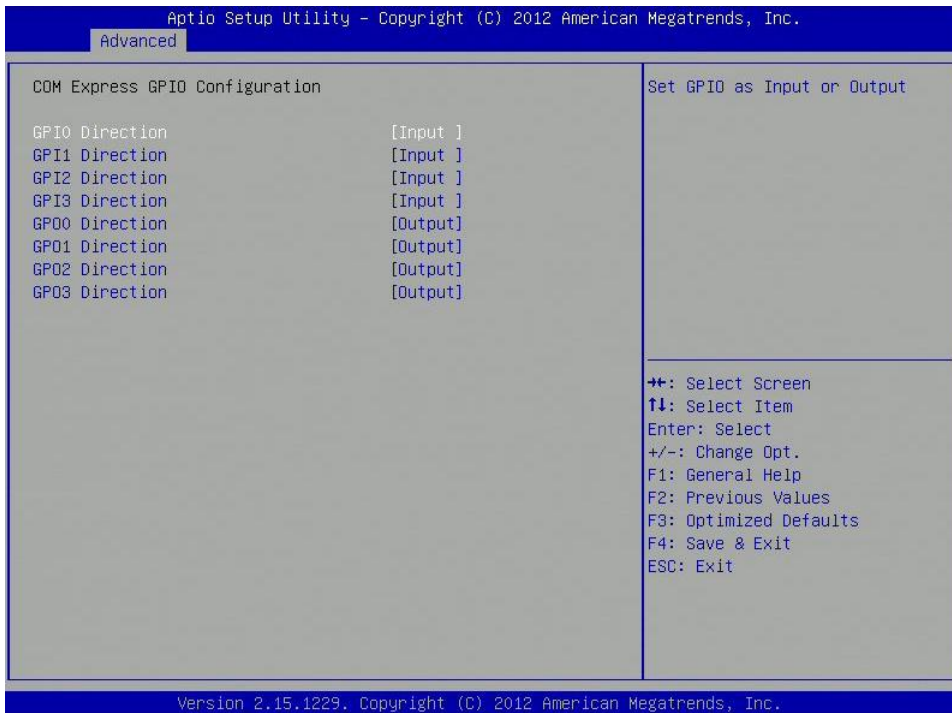 Aptio Setup Utility – Copyright (C) 2012 American Megatrends, Inc.
Advanced
COM Express GPIO Configuration
GPI0 Direction [Input ]
GPI1 Direction [Input ]
GPI2 Direction [Input ]
GPI3 Direction [Input ]
GPO0 Direction [Output]
GPO1 Direction [Output]
GPO2 Direction [Output]
GPO3 Direction [Output]
Set GPIO as Input or Output
→←: Select Screen
↑↓: Select Item
Enter: Select
+/-: Change Opt.
F1: General Help
F2: Previous Values
F3: Optimized Defaults
F4: Save & Exit
ESC: Exit
Version 2.15.1229. Copyright (C) 2012 American Megatrends, Inc.